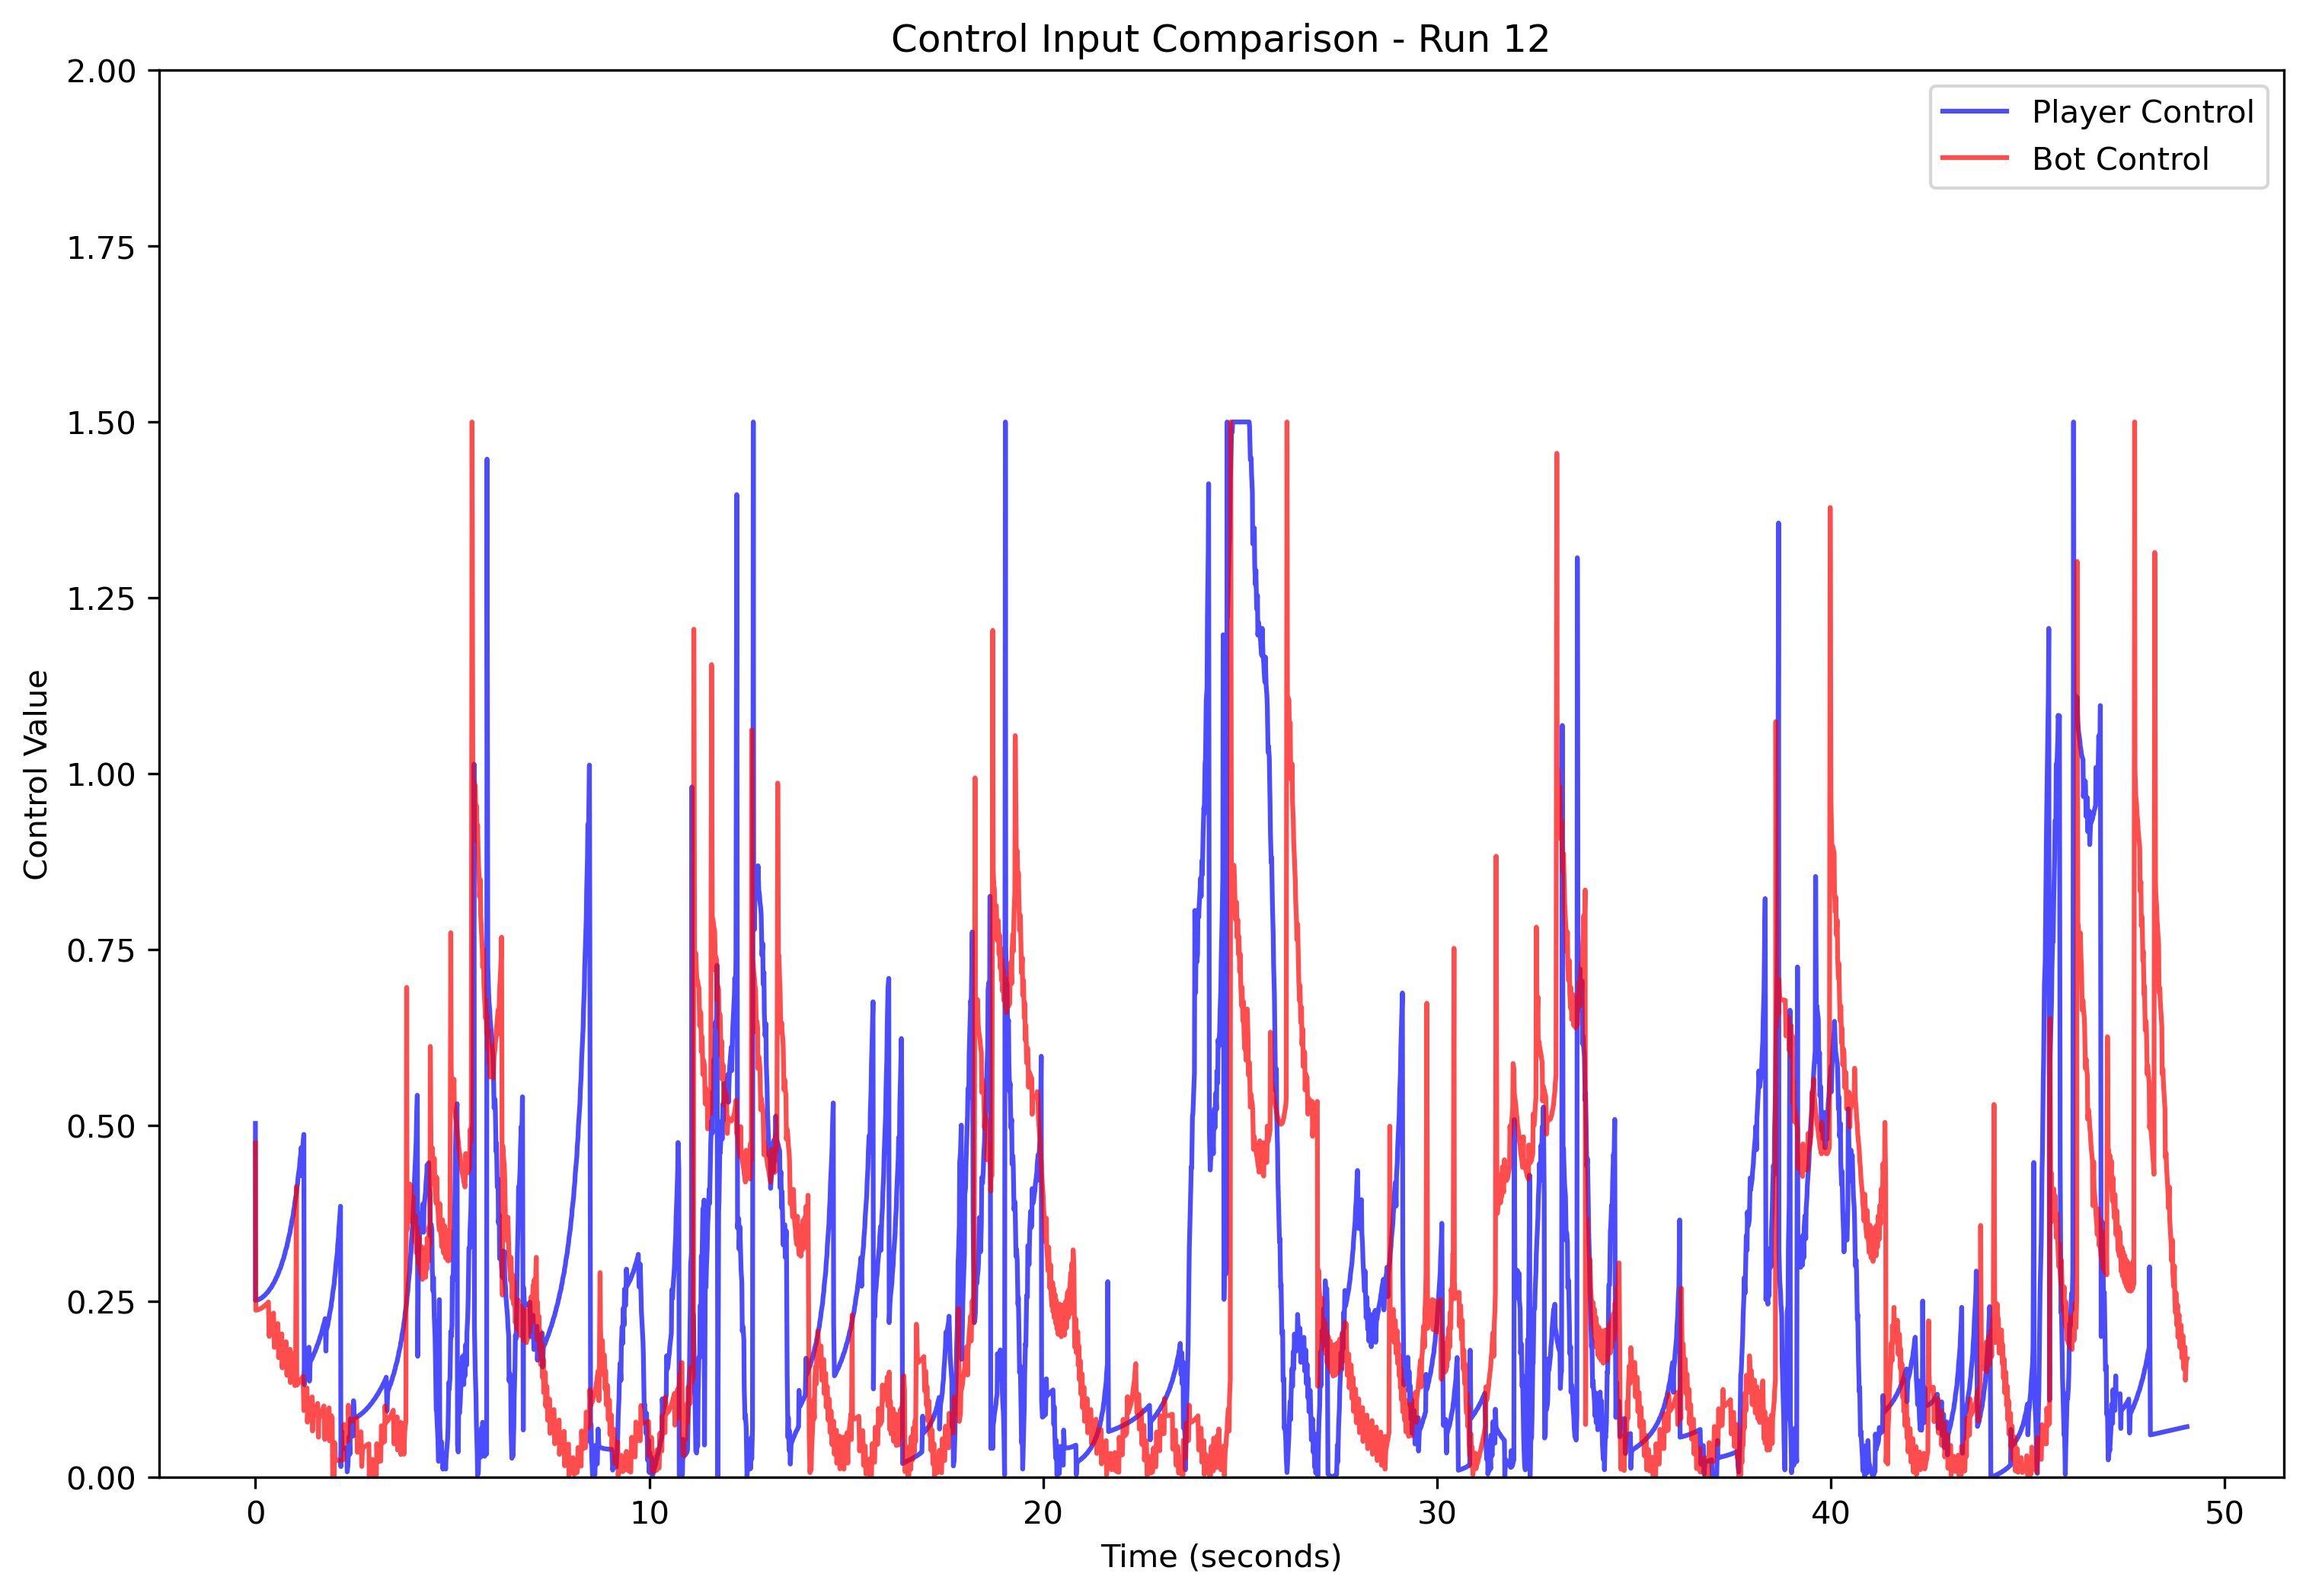 Control Input Comparison - Run 12
2.00
1.75
1.50
1.25
1.00
0.75
0.50
0.25
0.00
Control Value
Player Control
Bot Control
0 10 20 30 40 50
Time (seconds)